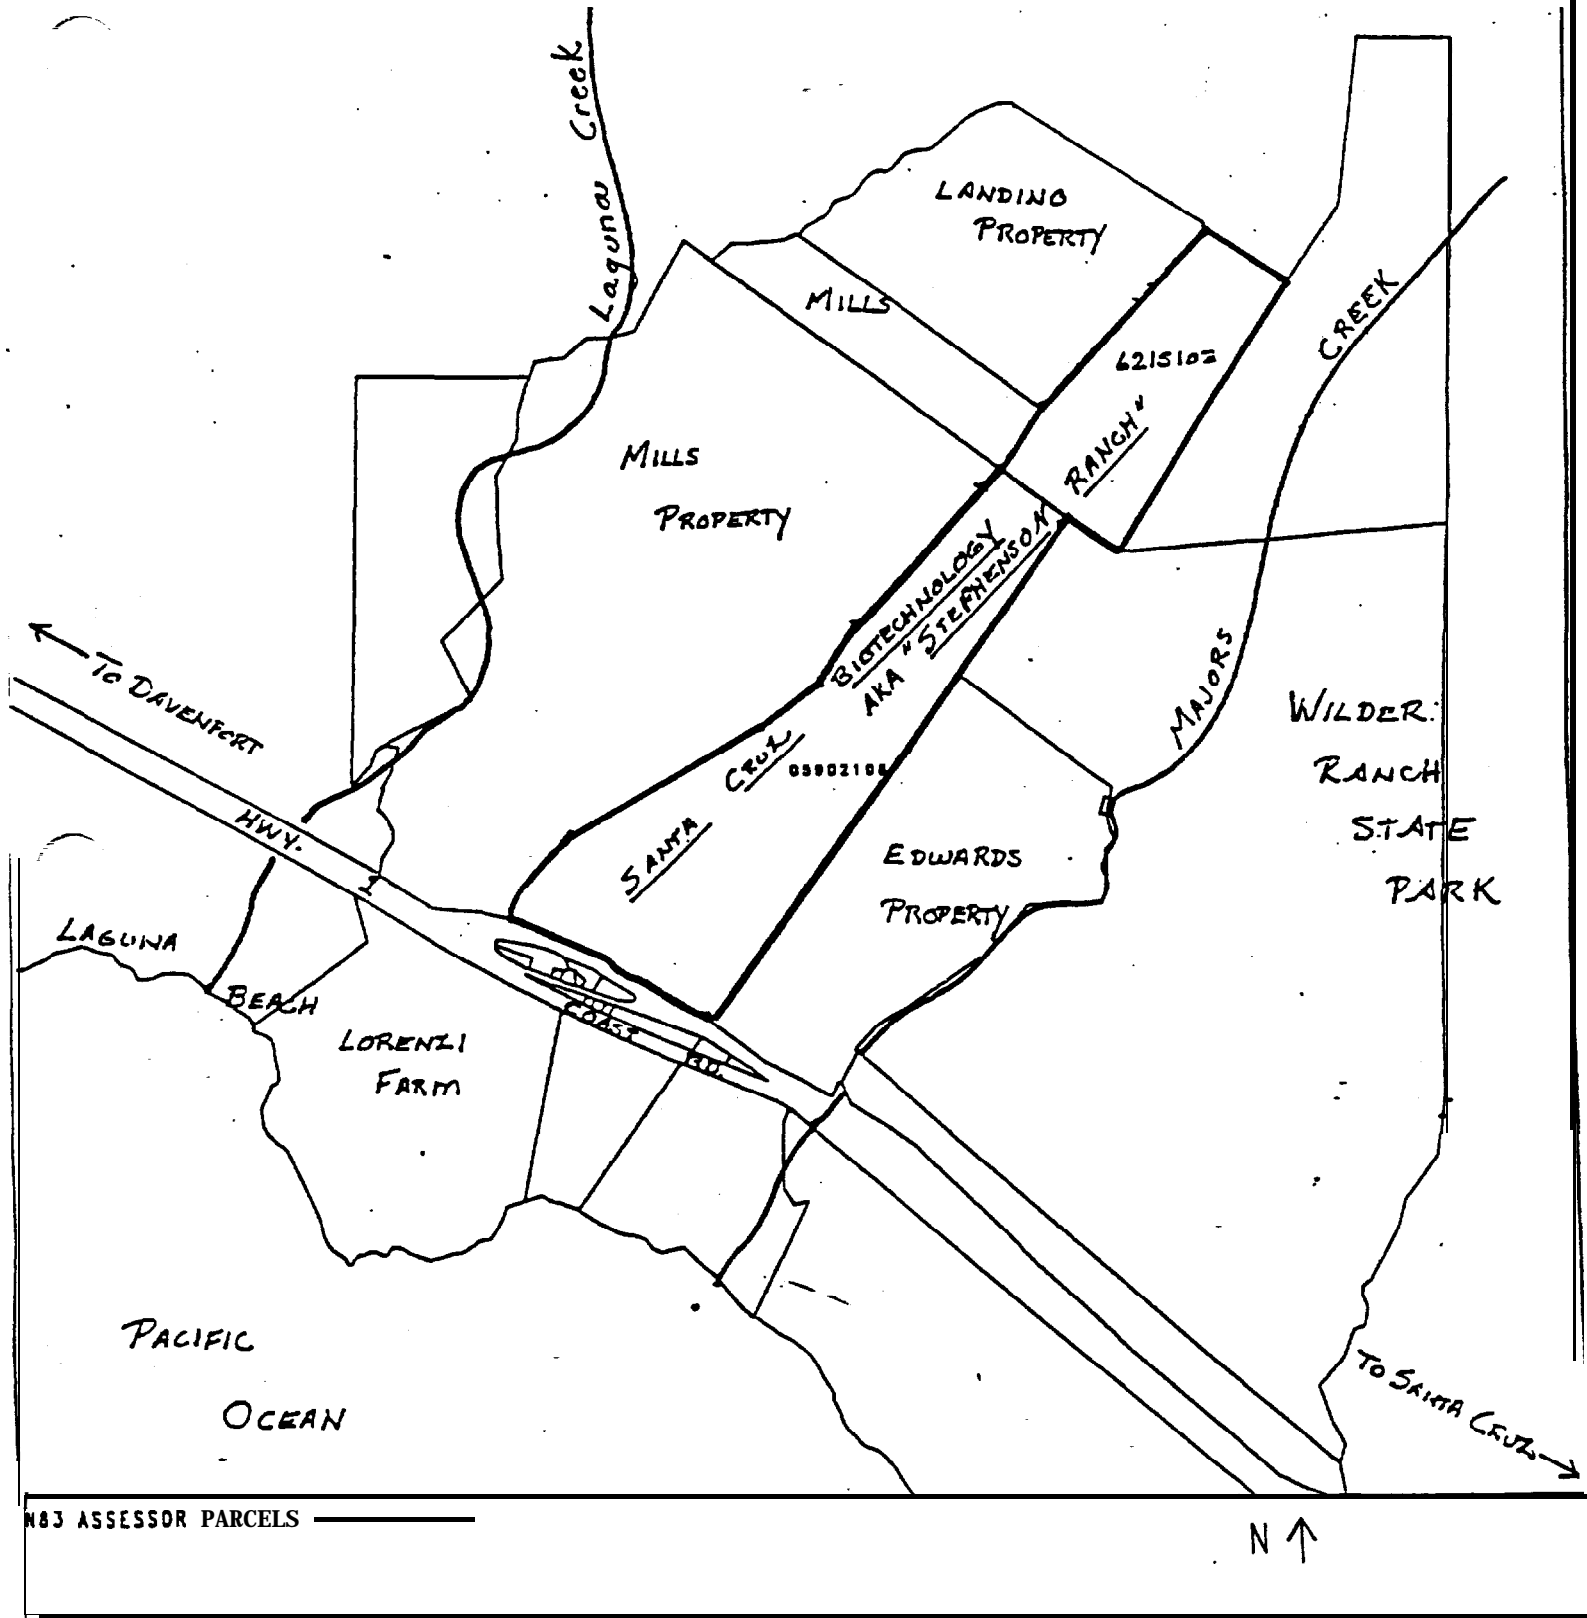 Laguna Creek
LANDINO
PROPERTY
MILLS
6215102
RANCH"
CREEK
MILLS
PROPERTY
BIOTECHNOLOGY
AKA "STEPHENSON
MAJORS
TO DAVENPORT
WILDER
RANCH
STATE
PARK
SANTA CRUZ
HWY. 1
EDWARDS
PROPERTY
LAGUNA
BEACH
COAST RD.
LORENZI
FARM
PACIFIC
OCEAN
TO SANTA CRUZ
N83 ASSESSOR PARCELS
N